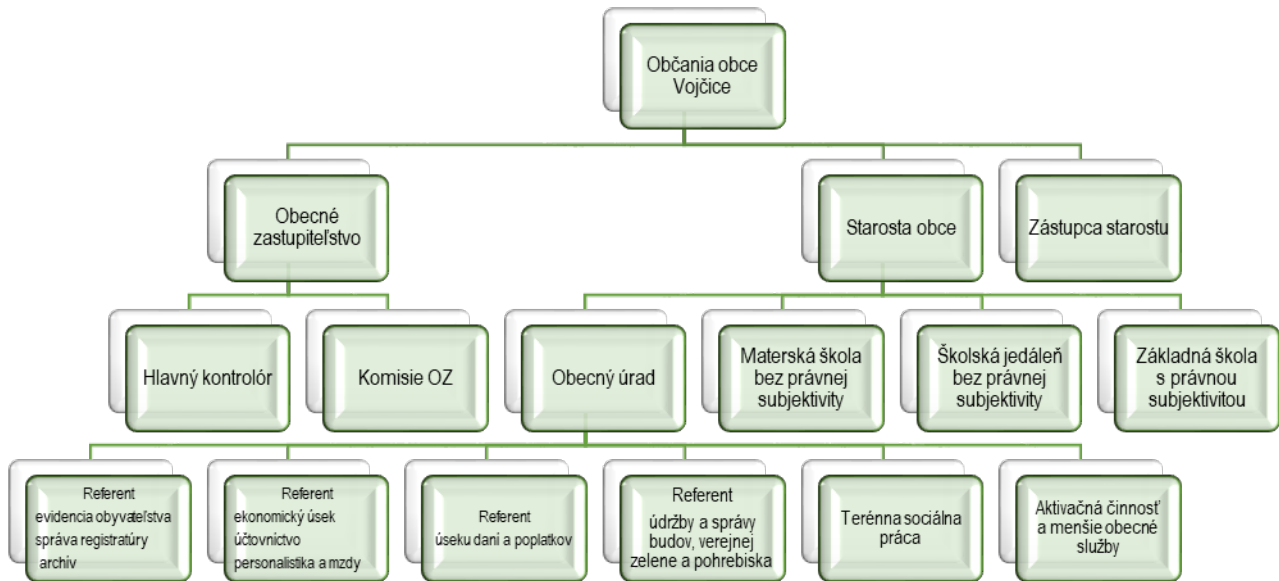 Občania obce
Vojčice
Obecné
zastupiteľstvo
Starosta obce
Zástupca starostu
Hlavný kontrolór
Komisie OZ
Obecný úrad
Materská škola
bez právnej
subjektivity
Školská jedáleň
bez právnej
subjektivity
Základná škola
s právnou
subjektivitou
Referent
evidencia obyvateľstva
správa registratúry
archív
Referent
ekonomický úsek
účtovníctvo
personalistika a mzdy
Referent
úseku daní a poplatkov
Referent
údržby a správy
budov, verejnej
zelene a pohrebiska
Terénna sociálna
práca
Aktivačná činnosť
a menšie obecné
služby